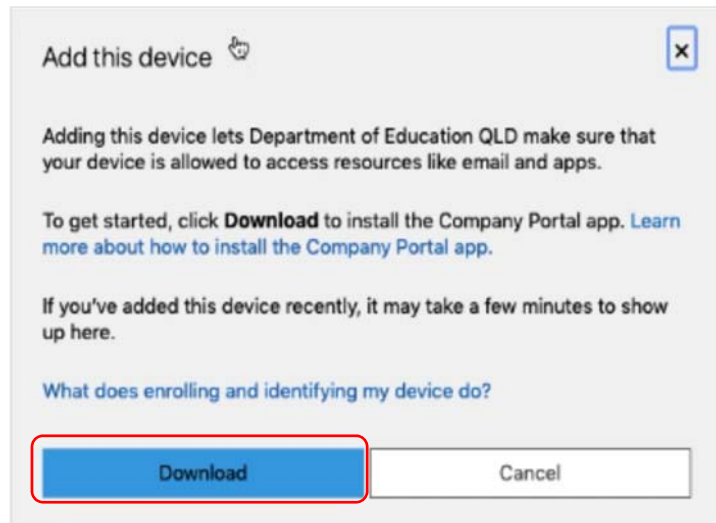 Add this device
×
Adding this device lets Department of Education QLD make sure that
your device is allowed to access resources like email and apps.
To get started, click Download to install the Company Portal app. Learn
more about how to install the Company Portal app.
If you've added this device recently, it may take a few minutes to show
up here.
What does enrolling and identifying my device do?
Download
Cancel